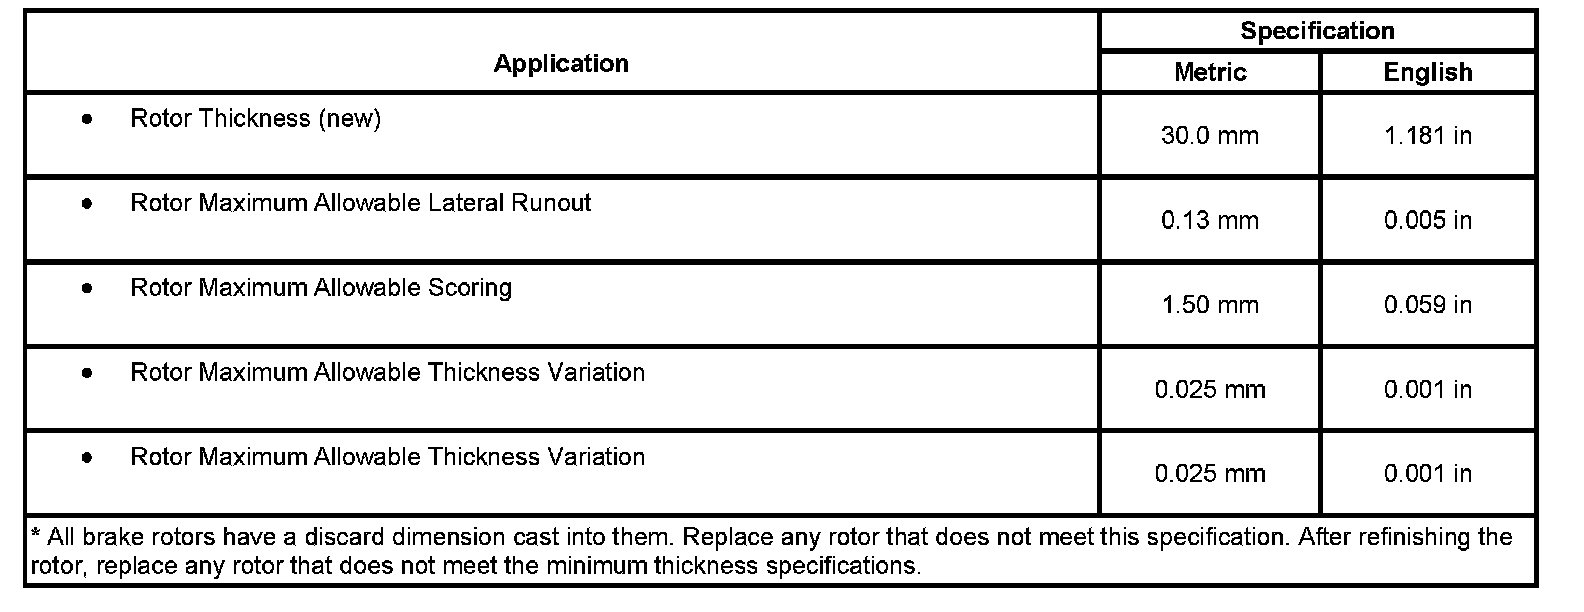 Application
Specification
Metric
English
• Rotor Thickness (new)
30.0 mm
1.181 in
• Rotor Maximum Allowable Lateral Runout
0.13 mm
0.005 in
• Rotor Maximum Allowable Scoring
1.50 mm
0.059 in
• Rotor Maximum Allowable Thickness Variation
0.025 mm
0.001 in
• Rotor Maximum Allowable Thickness Variation
0.025 mm
0.001 in
* All brake rotors have a discard dimension cast into them. Replace any rotor that does not meet this specification. After refinishing the
rotor, replace any rotor that does not meet the minimum thickness specifications.